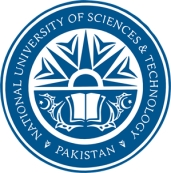 NATIONAL UNIVERSITY OF SCIENCES & TECHNOLOGY
PAKISTAN